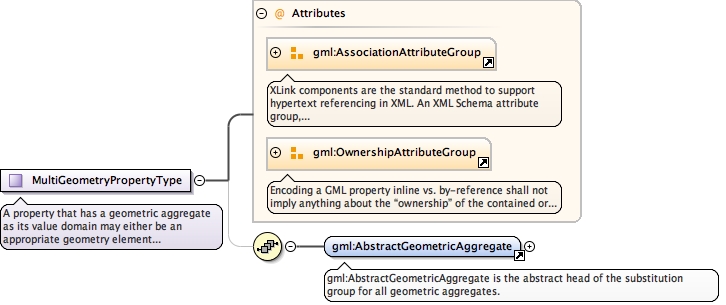 @ Attributes
gml:AssociationAttributeGroup
XLink components are the standard method to support
hypertext referencing in XML. An XML Schema attribute
group,...
gml:OwnershipAttributeGroup
Encoding a GML property inline vs. by-reference shall not
imply anything about the “ownership” of the contained or...
MultiGeometryPropertyType
A property that has a geometric aggregate
as its value domain may either be an
appropriate geometry element...
gml:AbstractGeometricAggregate
gml:AbstractGeometricAggregate is the abstract head of the substitution
group for all geometric aggregates.